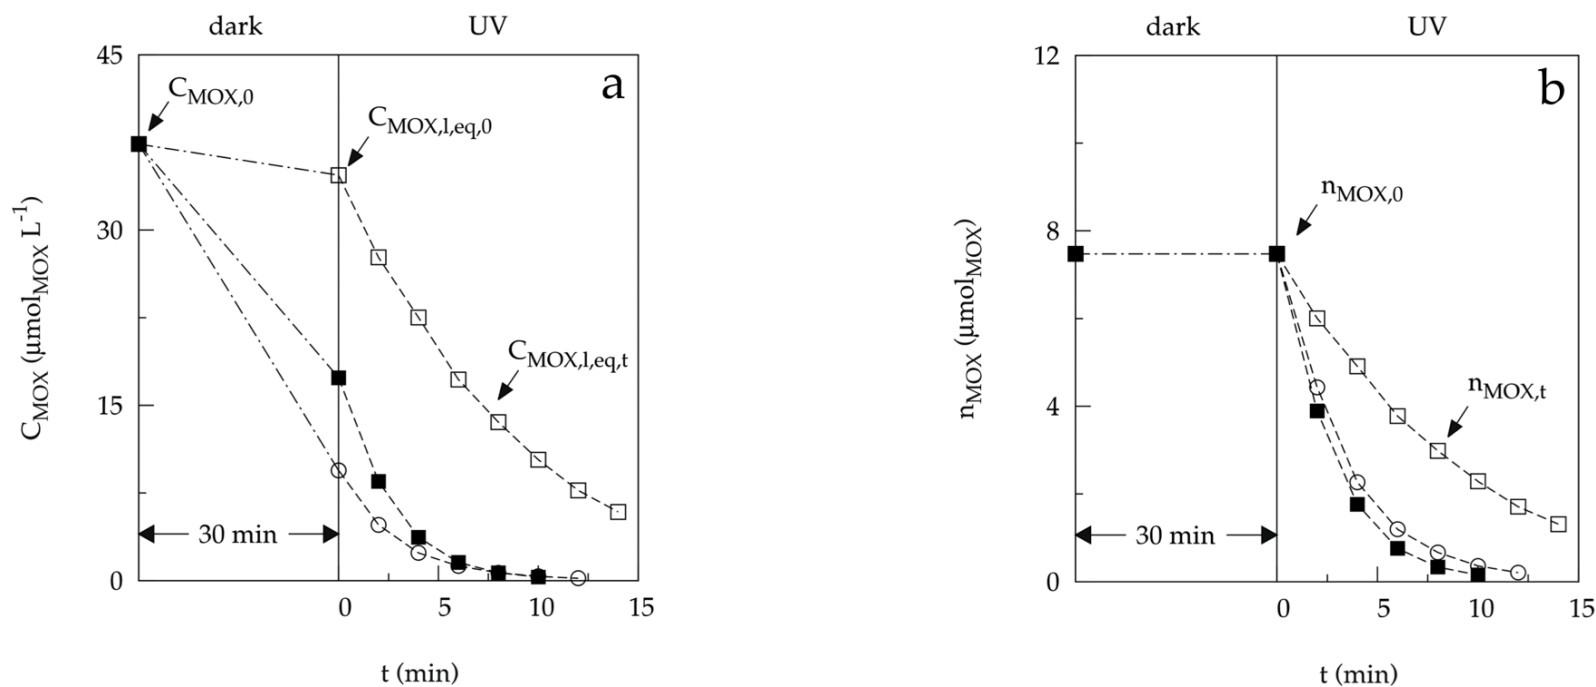 dark UV
45
a
C_MOX,0
C_MOX,l,eq,0
30
C_MOX (μmol_MOX L⁻¹)
C_MOX,l,eq,t
15
30 min
0
0 5 10 15
t (min)
dark UV
12
b
n_MOX,0
8
n_MOX (μmol_MOX)
n_MOX,t
4
30 min
0
0 5 10 15
t (min)